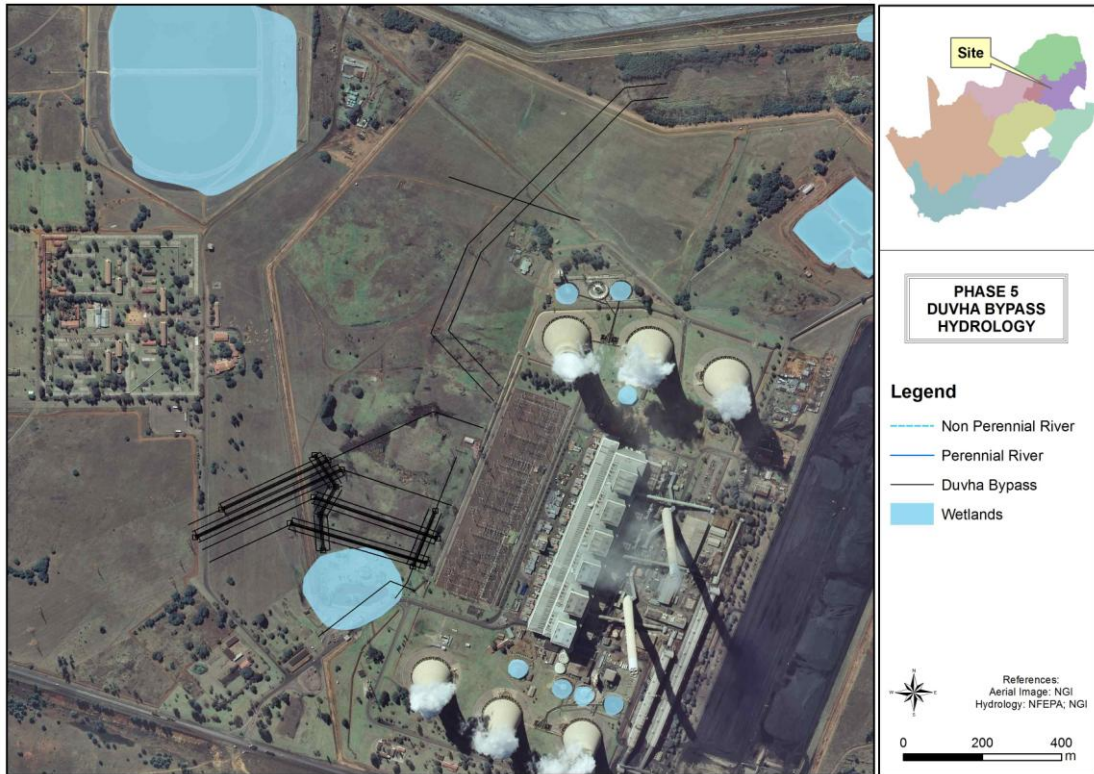 Site
PHASE 5
DUVHA BYPASS
HYDROLOGY
Legend
Non Perennial River
Perennial River
Duvha Bypass
Wetlands
N
W E
S
References:
Aerial Image: NGI
Hydrology: NFEPA; NGI
0 200 400
m